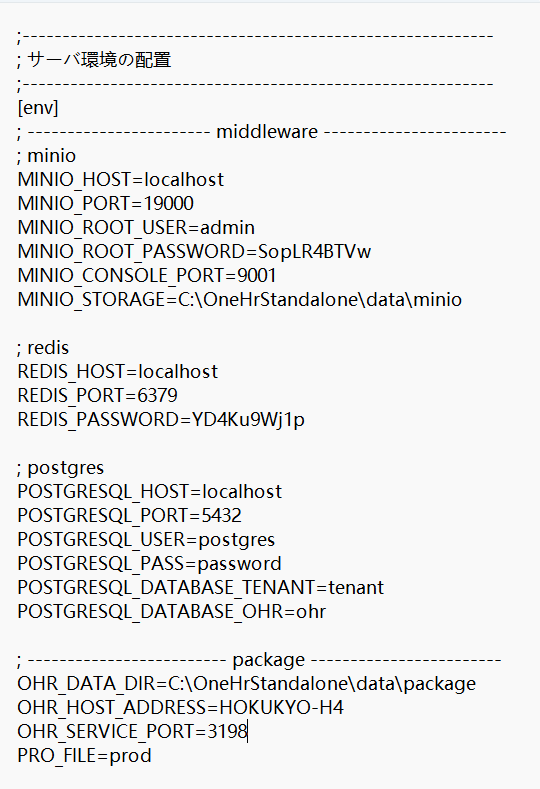 ;-----------------------------------------------------------
; サーバ環境の配置
;-----------------------------------------------------------
[env]
; ----------------------- middleware -----------------------
; minio
MINIO_HOST=localhost
MINIO_PORT=19000
MINIO_ROOT_USER=admin
MINIO_ROOT_PASSWORD=SopLR4BTVw
MINIO_CONSOLE_PORT=9001
MINIO_STORAGE=C:\OneHrStandalone\data\minio

; redis
REDIS_HOST=localhost
REDIS_PORT=6379
REDIS_PASSWORD=YD4Ku9Wj1p

; postgres
POSTGRESQL_HOST=localhost
POSTGRESQL_PORT=5432
POSTGRESQL_USER=postgres
POSTGRESQL_PASS=password
POSTGRESQL_DATABASE_TENANT=tenant
POSTGRESQL_DATABASE_OHR=ohr

; ------------------------- package ------------------------
OHR_DATA_DIR=C:\OneHrStandalone\data\package
OHR_HOST_ADDRESS=HOKUKYO-H4
OHR_SERVICE_PORT=3198
PRO_FILE=prod